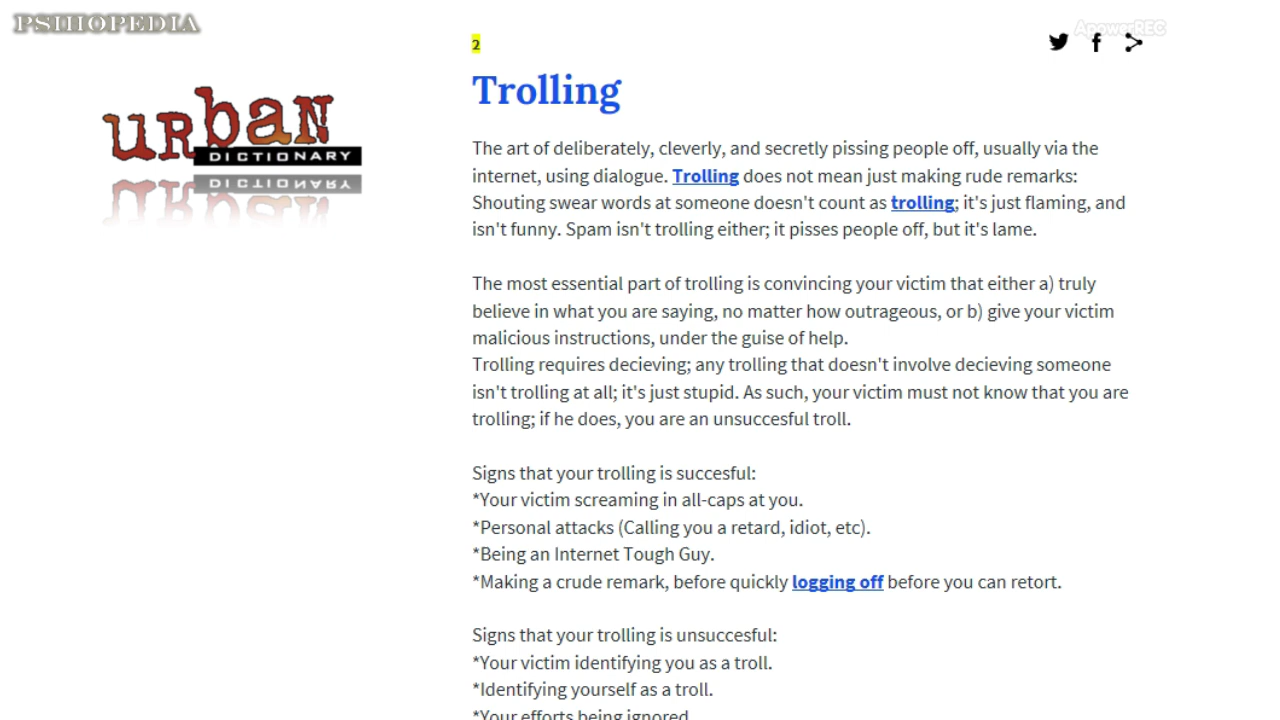 PSIHOPEDIA
ApowerREC
2
urban
DICTIONARY
Trolling
The art of deliberately, cleverly, and secretly pissing people off, usually via the
internet, using dialogue. Trolling does not mean just making rude remarks:
Shouting swear words at someone doesn't count as trolling; it's just flaming, and
isn't funny. Spam isn't trolling either; it pisses people off, but it's lame.
The most essential part of trolling is convincing your victim that either a) truly
believe in what you are saying, no matter how outrageous, or b) give your victim
malicious instructions, under the guise of help.
Trolling requires decieving; any trolling that doesn't involve decieving someone
isn't trolling at all; it's just stupid. As such, your victim must not know that you are
trolling; if he does, you are an unsuccesful troll.
Signs that your trolling is succesful:
*Your victim screaming in all-caps at you.
*Personal attacks (Calling you a retard, idiot, etc).
*Being an Internet Tough Guy.
*Making a crude remark, before quickly logging off before you can retort.
Signs that your trolling is unsuccesful:
*Your victim identifying you as a troll.
*Identifying yourself as a troll.
*Your efforts being ignored.